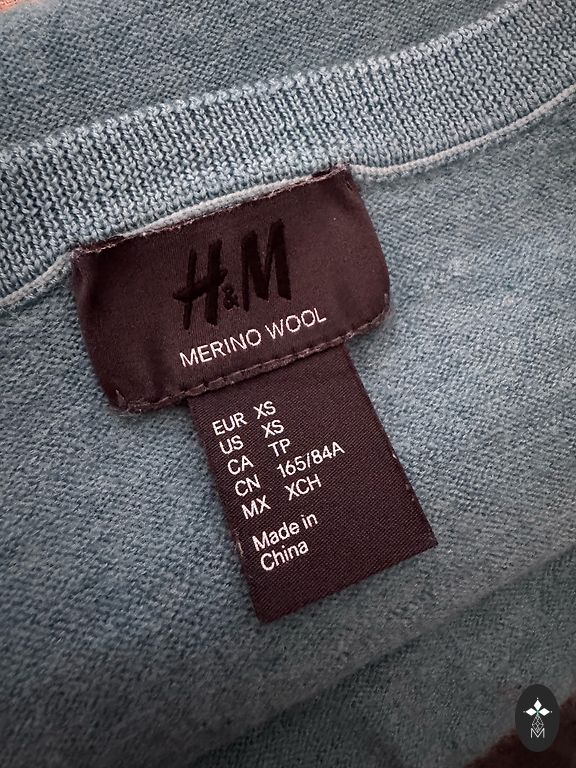 H&M
MERINO WOOL
EUR XS
US XS
CA TP
CN 165/84A
MX XCH
Made in
China
M